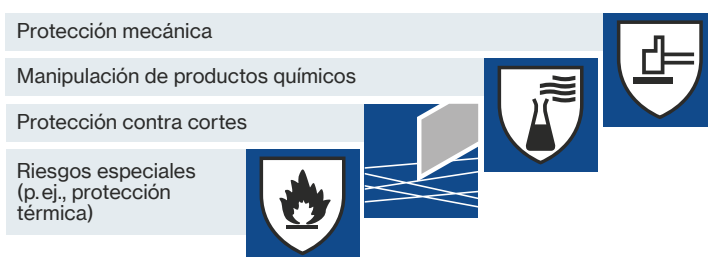 Protección mecánica
Manipulación de productos químicos
Protección contra cortes
Riesgos especiales
(p. ej., protección
térmica)